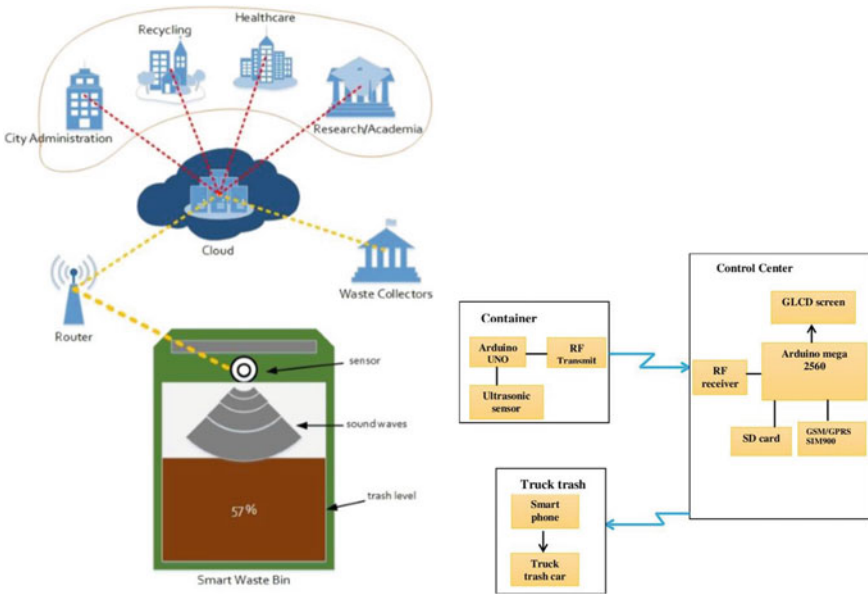 Recycling
Healthcare
City Administration
Research/Academia
Cloud
Waste Collectors
Router
sensor
sound waves
trash level
57%
Smart Waste Bin
Container
Arduino
UNO
RF
Transmit
Ultrasonic
sensor
Control Center
GLCD screen
Arduino mega
2560
RF
receiver
SD card
GSM/GPRS
SIM900
Truck trash
Smart
phone
Truck
trash car